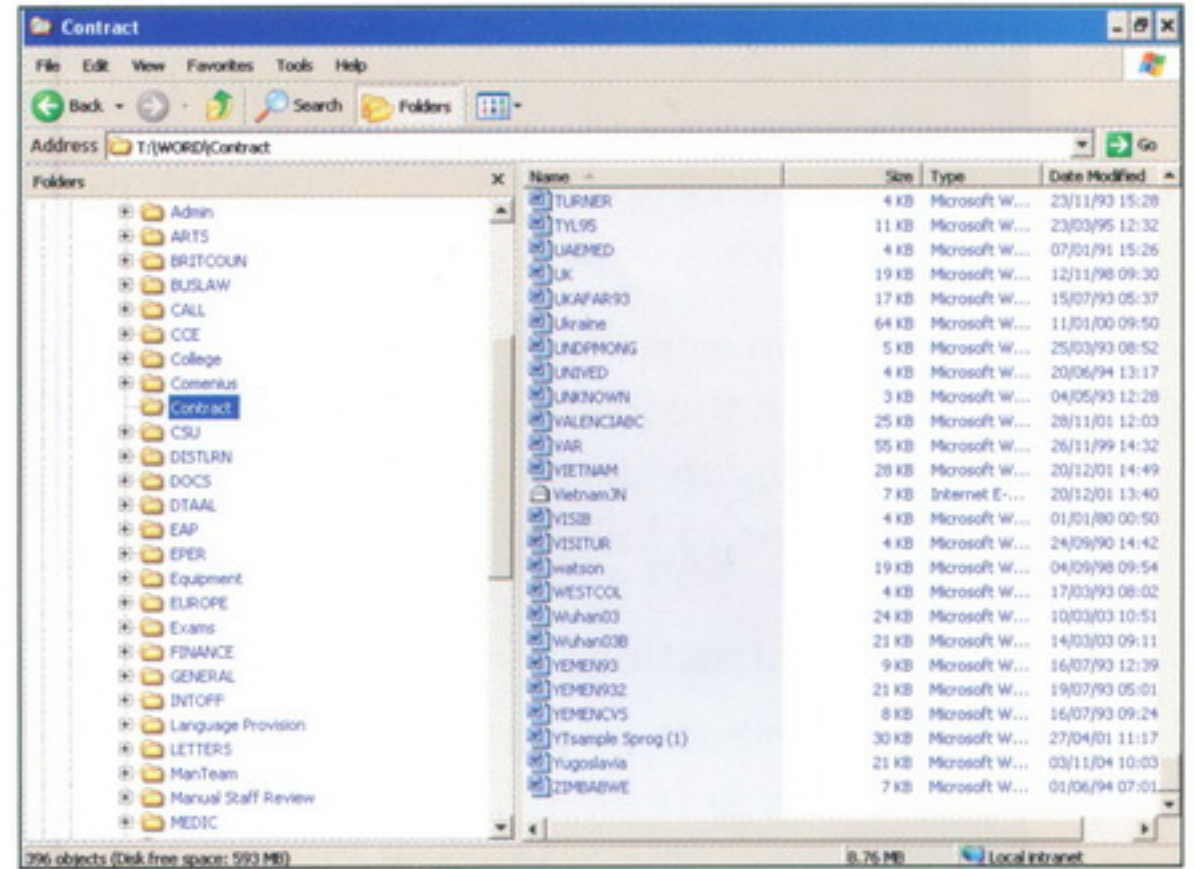 Contract
File Edit View Favorites Tools Help
Back Search Folders
Address T:\WORD\Contract Go
Folders
Admin
ARTS
BRITCOUN
BUSLAW
CALL
CCE
College
Comenius
Contract
CSU
DISTLRN
DOCS
DTAAL
EAP
EPER
Equipment
EUROPE
Exams
FINANCE
GENERAL
INTOFF
Language Provision
LETTERS
ManTeam
Manual Staff Review
MEDIC
Name Size Type Date Modified
TURNER 4 KB Microsoft W... 23/11/93 15:28
TYL95 11 KB Microsoft W... 23/03/95 12:32
UAEMED 4 KB Microsoft W... 07/01/91 15:26
UK 19 KB Microsoft W... 12/11/98 09:30
UKAFAR93 17 KB Microsoft W... 15/07/93 05:37
Ukraine 64 KB Microsoft W... 11/01/00 09:50
UNDPMONG 5 KB Microsoft W... 25/03/93 08:52
UNIVED 4 KB Microsoft W... 20/06/94 13:17
UNKNOWN 3 KB Microsoft W... 04/05/93 12:28
VALENCIABC 25 KB Microsoft W... 28/11/01 12:03
VAR 55 KB Microsoft W... 26/11/99 14:32
VIETNAM 28 KB Microsoft W... 20/12/01 14:49
VietnamJN 7 KB Internet E-... 20/12/01 13:40
VISIB 4 KB Microsoft W... 01/01/80 00:50
VISITUR 4 KB Microsoft W... 24/09/90 14:42
watson 19 KB Microsoft W... 04/09/98 09:54
WESTCOL 4 KB Microsoft W... 17/03/93 08:02
Wuhan03 24 KB Microsoft W... 10/03/03 10:51
Wuhan03B 21 KB Microsoft W... 14/03/03 09:11
YEMEN93 9 KB Microsoft W... 16/07/93 12:39
YEMEN932 21 KB Microsoft W... 19/07/93 05:01
YEMENCVS 8 KB Microsoft W... 16/07/93 09:24
YTsample Sprog (1) 30 KB Microsoft W... 27/04/01 11:17
Yugoslavia 21 KB Microsoft W... 03/11/04 10:03
ZIMBABWE 7 KB Microsoft W... 01/06/94 07:01
396 objects (Disk free space: 593 MB) 8.76 MB Local intranet